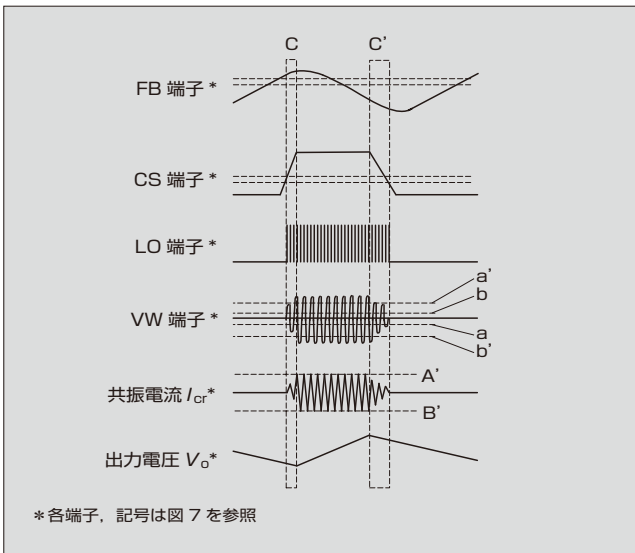 C C’
FB 端子 *
CS 端子 *
LO 端子 *
a’
b
VW 端子 *
a
b’
A’
共振電流 Icr*
B’
出力電圧 Vo*
*各端子，記号は図 7 を参照